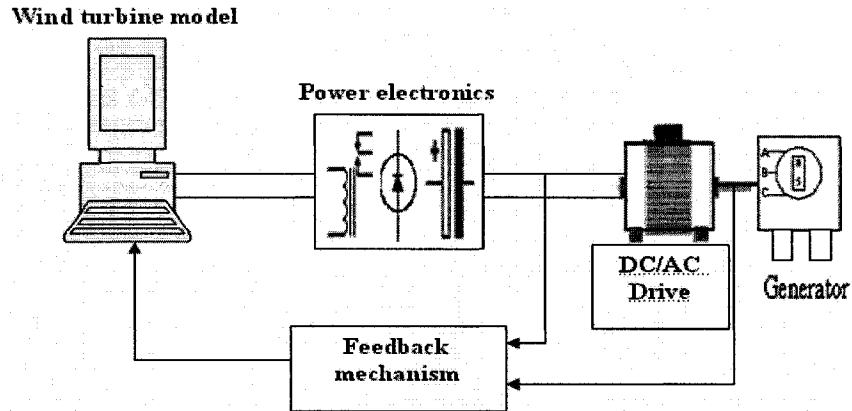 Wind turbine model
Power electronics
A
B
C
N
S
DC/AC
Drive
Generator
Feedback
mechanism